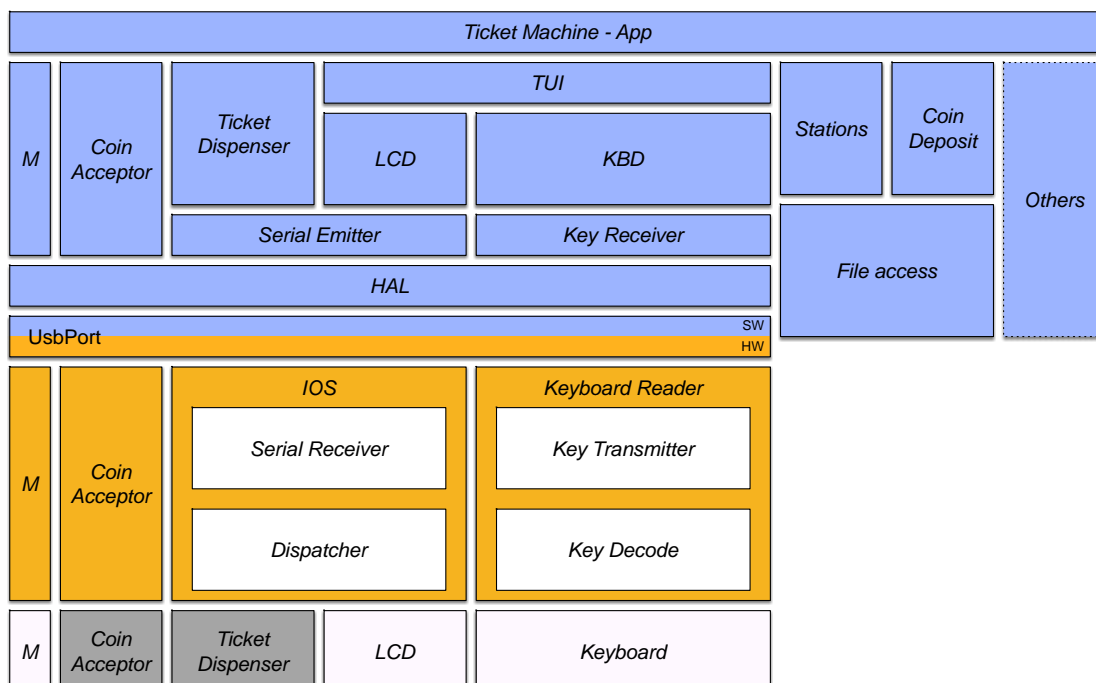 Ticket Machine - App
M
Coin
Acceptor
Ticket
Dispenser
TUI
LCD
KBD
Serial Emitter
Key Receiver
Stations
Coin
Deposit
Others
File access
HAL
UsbPort
SW
HW
M
Coin
Acceptor
IOS
Serial Receiver
Dispatcher
Keyboard Reader
Key Transmitter
Key Decode
M
Coin
Acceptor
Ticket
Dispenser
LCD
Keyboard